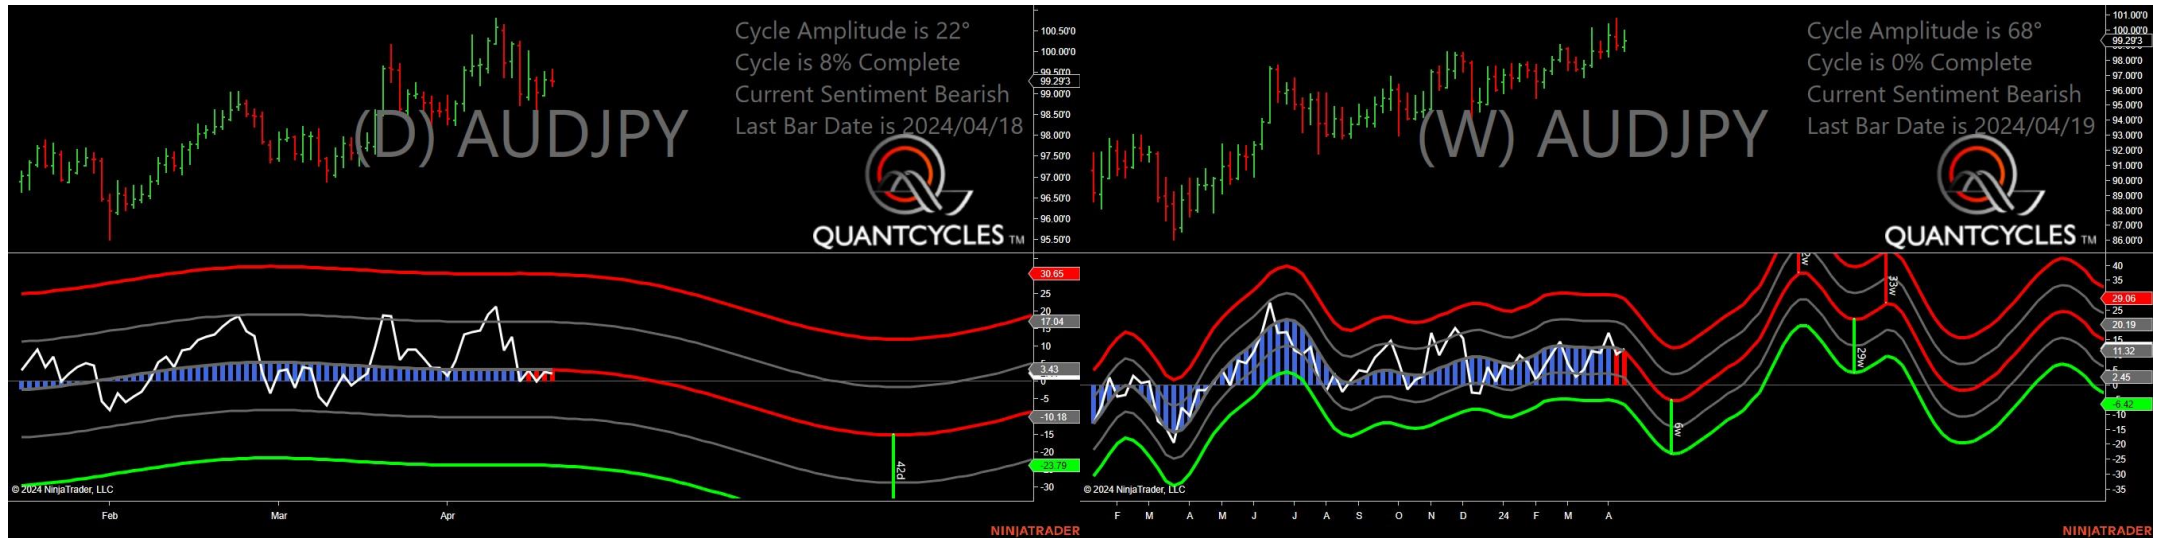 Cycle Amplitude is 22°
Cycle is 8% Complete
Current Sentiment Bearish
Last Bar Date is 2024/04/18
(D) AUDJPY
QUANTCYCLES TM
100.50'0
100.00'0
99.50'0
99.29'3
99.00'0
98.50'0
98.00'0
97.50'0
97.00'0
96.50'0
96.00'0
95.50'0
30.65
25
20
17.04
15
10
5
3.43
0
-5
-10.18
-15
-20
-23.79
-30
42d
© 2024 NinjaTrader, LLC
Feb Mar Apr
NINJATRADER
Cycle Amplitude is 68°
Cycle is 0% Complete
Current Sentiment Bearish
Last Bar Date is 2024/04/19
(W) AUDJPY
QUANTCYCLES TM
101.00'0
100.00'0
99.29'3
98.00'0
97.00'0
96.00'0
95.00'0
94.00'0
93.00'0
92.00'0
91.00'0
90.00'0
89.00'0
88.00'0
87.00'0
86.00'0
40
35
29.06
25
20.19
15
11.32
5
2.45
0
-6.42
-10
-15
-20
-25
-30
-35
2w
33w
29w
6w
© 2024 NinjaTrader, LLC
F M A M J J A S O N D 24 F M A
NINJATRADER